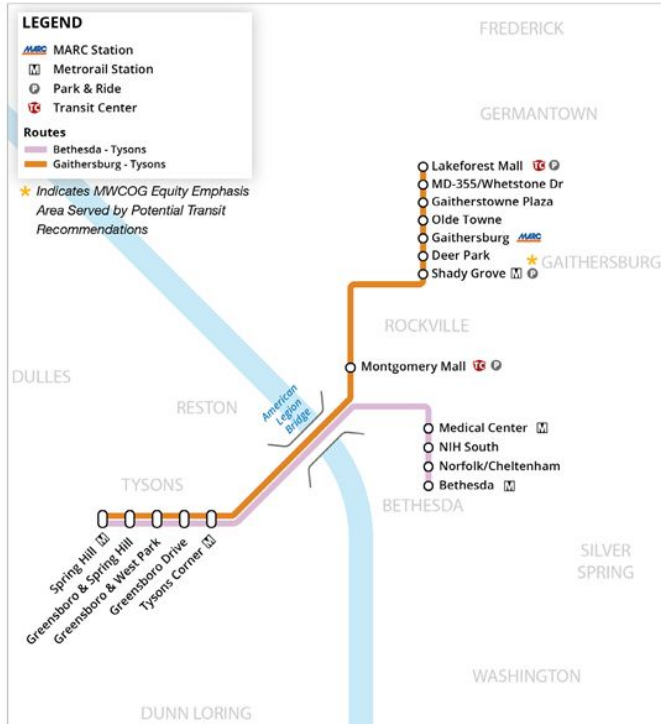 LEGEND
MARC MARC Station
M Metrorail Station
P Park & Ride
TC Transit Center
Routes
Bethesda - Tysons
Gaithersburg - Tysons
* Indicates MWCOG Equity Emphasis
Area Served by Potential Transit
Recommendations
FREDERICK
GERMANTOWN
Lakeforest Mall TC P
MD-355/Whetstone Dr
Gaitherstowne Plaza
Olde Towne
Gaithersburg MARC
Deer Park
* GAITHERSBURG
Shady Grove M P
ROCKVILLE
Montgomery Mall TC P
DULLES
RESTON
American
Legion
Bridge
Medical Center M
NIH South
Norfolk/Cheltenham
Bethesda M
BETHESDA
TYSONS
Spring Hill M
Greensboro & Spring Hill
Greensboro & West Park
Greensboro Drive
Tysons Corner M
SILVER
SPRING
WASHINGTON
DUNN LORING